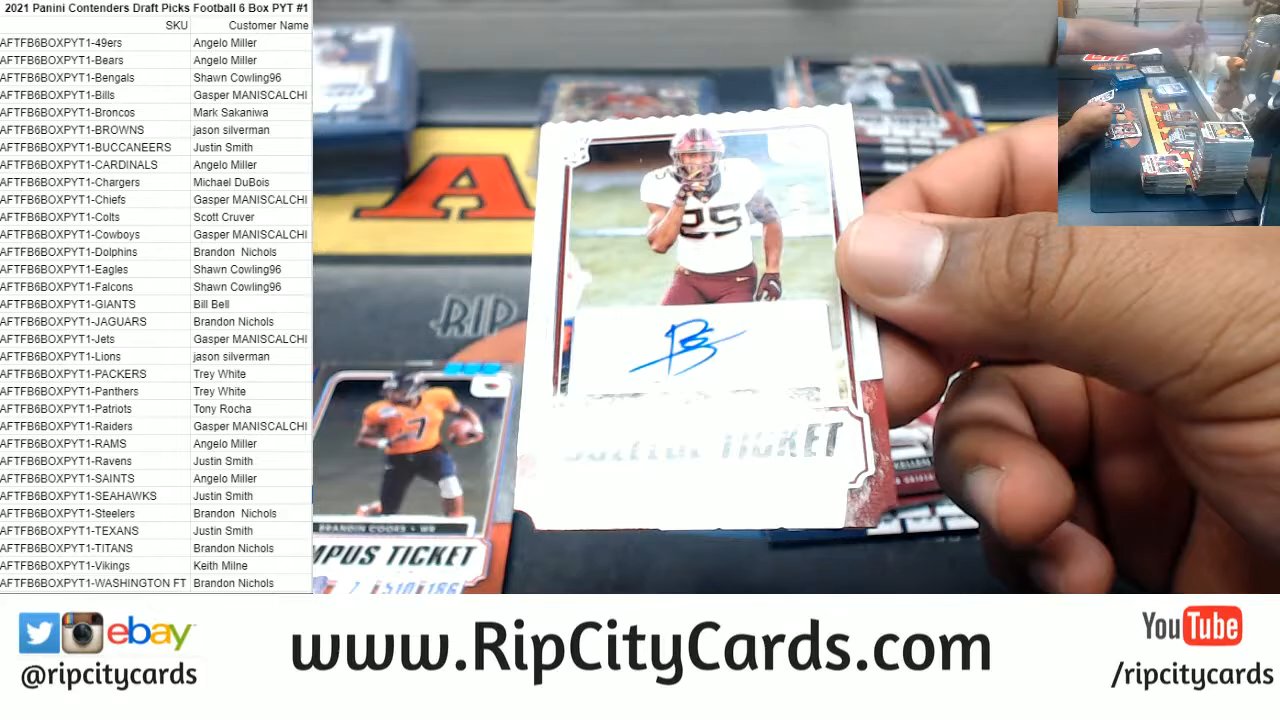 2021 Panini Contenders Draft Picks Football 6 Box PYT #1
SKU Customer Name
AFTFB6BOXPYT1-49ers Angelo Miller
AFTFB6BOXPYT1-Bears Angelo Miller
AFTFB6BOXPYT1-Bengals Shawn Cowling96
AFTFB6BOXPYT1-Bills Gasper MANISCALCHI
AFTFB6BOXPYT1-Broncos Mark Sakaniwa
AFTFB6BOXPYT1-BROWNS jason silverman
AFTFB6BOXPYT1-BUCCANEERS Justin Smith
AFTFB6BOXPYT1-CARDINALS Angelo Miller
AFTFB6BOXPYT1-Chargers Michael DuBois
AFTFB6BOXPYT1-Chiefs Gasper MANISCALCHI
AFTFB6BOXPYT1-Colts Scott Cruver
AFTFB6BOXPYT1-Cowboys Gasper MANISCALCHI
AFTFB6BOXPYT1-Dolphins Brandon Nichols
AFTFB6BOXPYT1-Eagles Shawn Cowling96
AFTFB6BOXPYT1-Falcons Shawn Cowling96
AFTFB6BOXPYT1-GIANTS Bill Bell
AFTFB6BOXPYT1-JAGUARS Brandon Nichols
AFTFB6BOXPYT1-Jets Gasper MANISCALCHI
AFTFB6BOXPYT1-Lions jason silverman
AFTFB6BOXPYT1-PACKERS Trey White
AFTFB6BOXPYT1-Panthers Trey White
AFTFB6BOXPYT1-Patriots Tony Rocha
AFTFB6BOXPYT1-Raiders Gasper MANISCALCHI
AFTFB6BOXPYT1-RAMS Angelo Miller
AFTFB6BOXPYT1-Ravens Justin Smith
AFTFB6BOXPYT1-SAINTS Angelo Miller
AFTFB6BOXPYT1-SEAHAWKS Justin Smith
AFTFB6BOXPYT1-Steelers Brandon Nichols
AFTFB6BOXPYT1-TEXANS Justin Smith
AFTFB6BOXPYT1-TITANS Brandon Nichols
AFTFB6BOXPYT1-Vikings Keith Milne
AFTFB6BOXPYT1-WASHINGTON FT Brandon Nichols
A
RIP
25
TICKET
7
BRANDIN COOKS • WR
MPUS TICKET
ebay
@ripcitycards
www.RipCityCards.com
YouTube
/ripcitycards